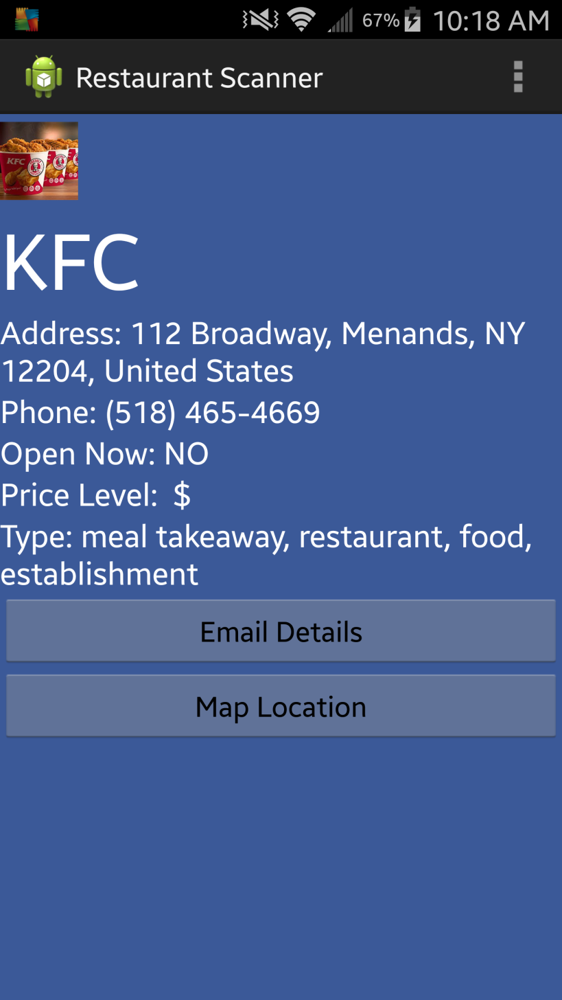 67% 10:18 AM
Restaurant Scanner
KFC
KFC
Address: 112 Broadway, Menands, NY
12204, United States
Phone: (518) 465-4669
Open Now: NO
Price Level:  $
Type: meal takeaway, restaurant, food,
establishment
Email Details
Map Location